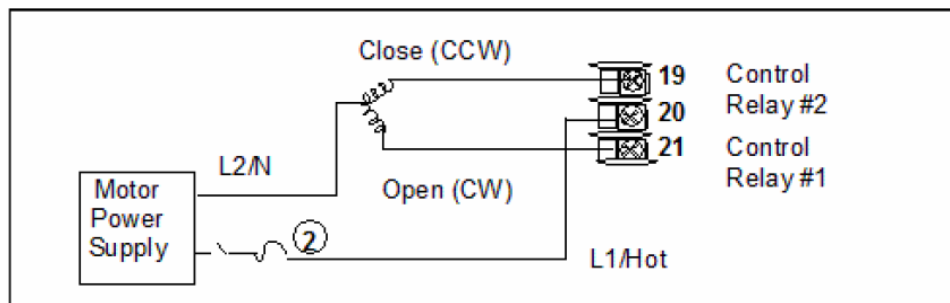 Close (CCW)
19
Control
Relay #2
20
21
Control
Relay #1
L2/N
Open (CW)
Motor
Power
Supply
2
L1/Hot